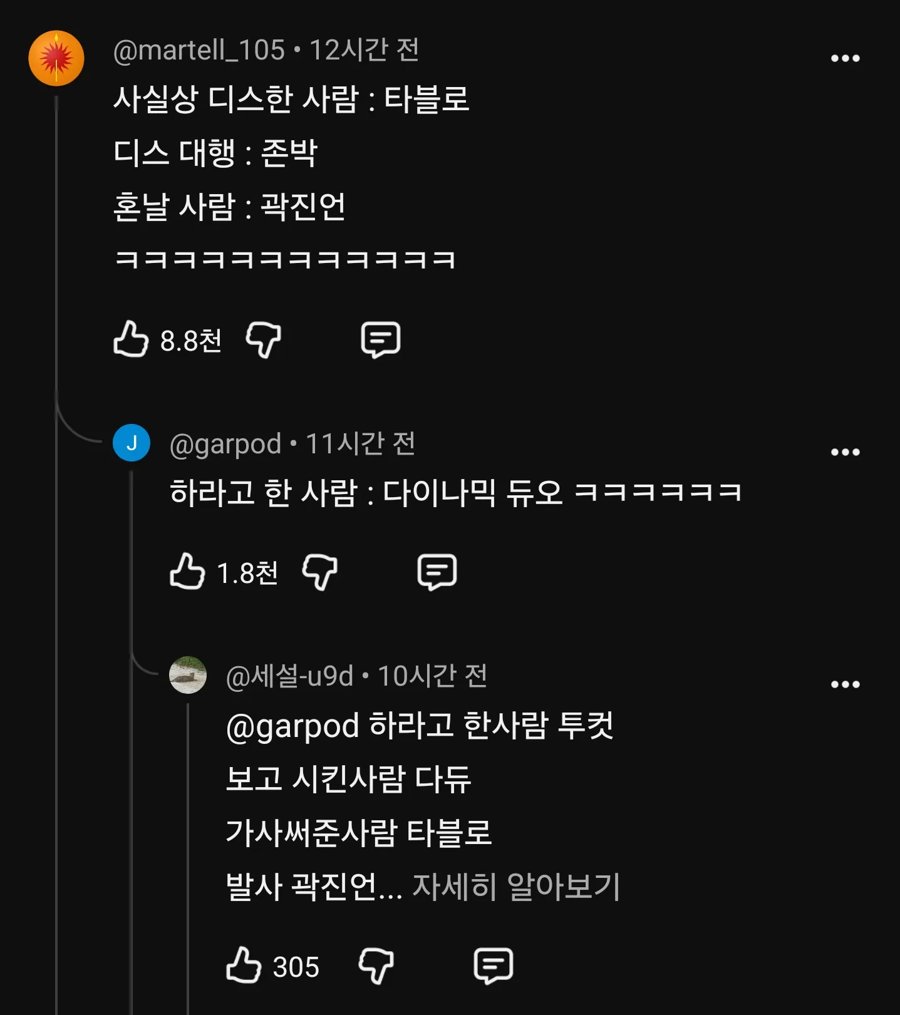 @martell_105 • 12시간 전
사실상 디스한 사람 : 타블로
디스 대행 : 존박
혼날 사람 : 곽진언
ㅋㅋㅋㅋㅋㅋㅋㅋㅋㅋㅋㅋ
8.8천
J
@garpod • 11시간 전
하라고 한 사람 : 다이나믹 듀오 ㅋㅋㅋㅋㅋㅋ
1.8천
@세설-u9d • 10시간 전
@garpod 하라고 한사람 투컷
보고 시킨사람 다듀
가사써준사람 타블로
발사 곽진언... 자세히 알아보기
305